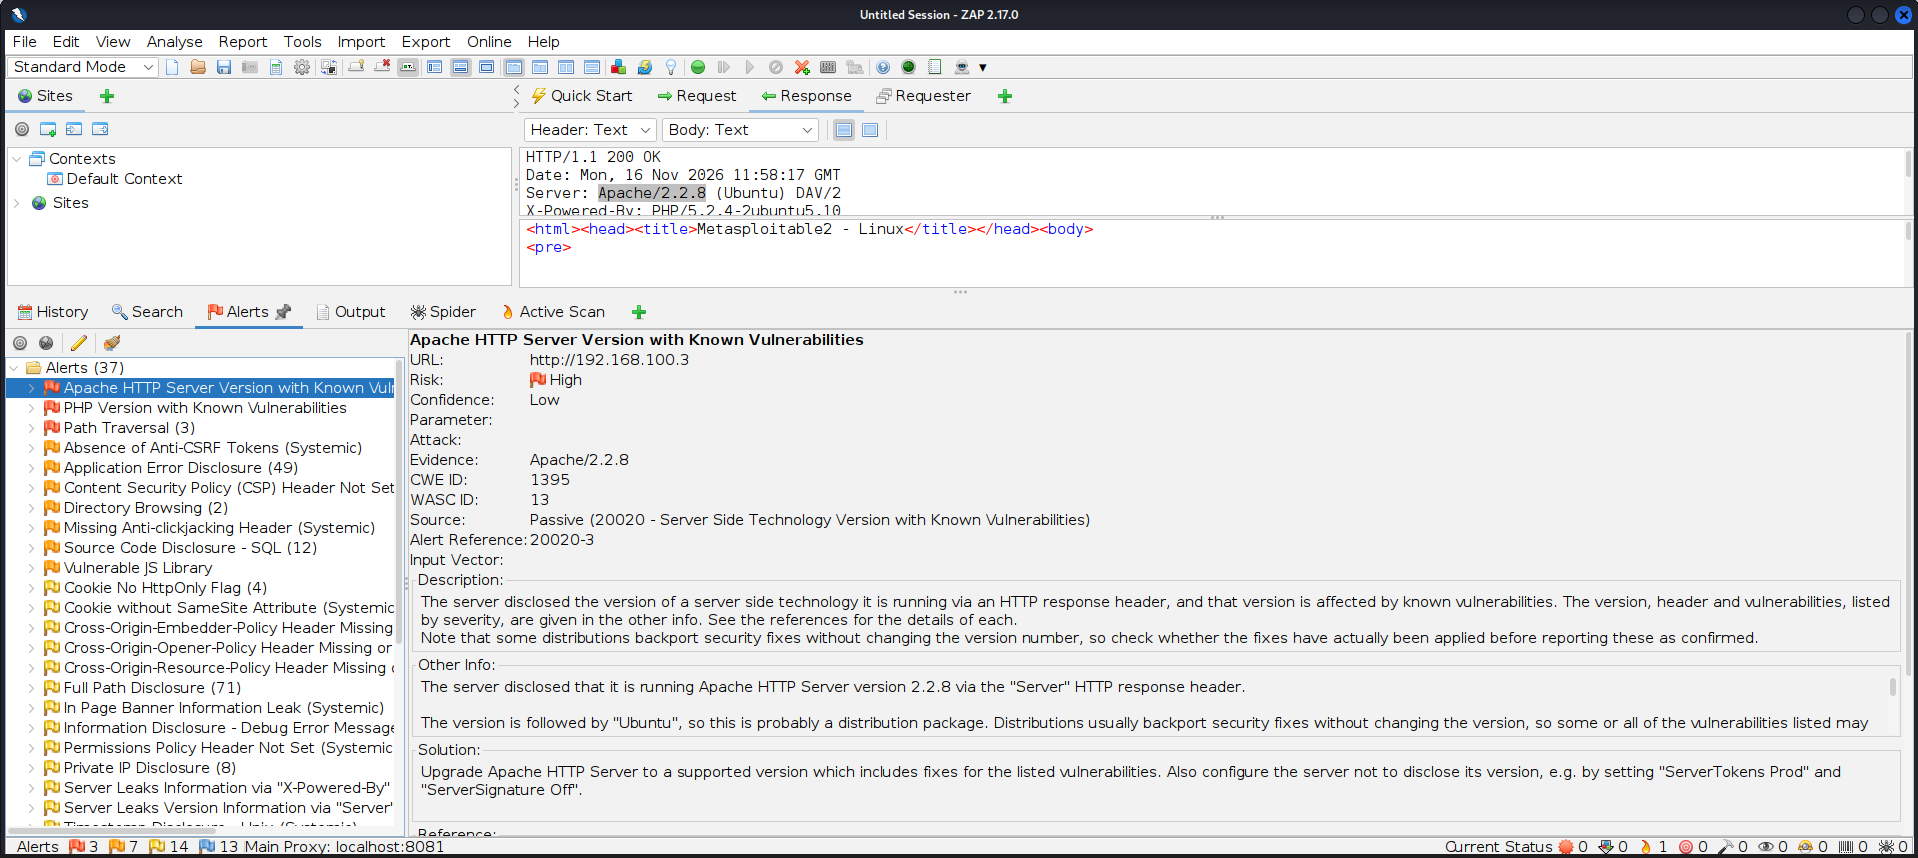 Untitled Session - ZAP 2.17.0
File Edit View Analyse Report Tools Import Export Online Help
Standard Mode
Sites
Quick Start Request Response Requester
Header: Text Body: Text
Contexts
Default Context
Sites
HTTP/1.1 200 OK
Date: Mon, 16 Nov 2026 11:58:17 GMT
Server: Apache/2.2.8 (Ubuntu) DAV/2
X-Powered-By: PHP/5.2.4-2ubuntu5.10
<html><head><title>Metasploitable2 - Linux</title></head><body>
<pre>
History Search Alerts Output Spider Active Scan
Alerts (37)
Apache HTTP Server Version with Known Vul
PHP Version with Known Vulnerabilities
Path Traversal (3)
Absence of Anti-CSRF Tokens (Systemic)
Application Error Disclosure (49)
Content Security Policy (CSP) Header Not Set
Directory Browsing (2)
Missing Anti-clickjacking Header (Systemic)
Source Code Disclosure - SQL (12)
Vulnerable JS Library
Cookie No HttpOnly Flag (4)
Cookie without SameSite Attribute (Systemic
Cross-Origin-Embedder-Policy Header Missing
Cross-Origin-Opener-Policy Header Missing or
Cross-Origin-Resource-Policy Header Missing
Full Path Disclosure (71)
In Page Banner Information Leak (Systemic)
Information Disclosure - Debug Error Message
Permissions Policy Header Not Set (Systemic
Private IP Disclosure (8)
Server Leaks Information via "X-Powered-By"
Server Leaks Version Information via "Server"
Timestamp Disclosure - Unix (Systemic)
Apache HTTP Server Version with Known Vulnerabilities
URL: http://192.168.100.3
Risk: High
Confidence: Low
Parameter:
Attack:
Evidence: Apache/2.2.8
CWE ID: 1395
WASC ID: 13
Source: Passive (20020 - Server Side Technology Version with Known Vulnerabilities)
Alert Reference: 20020-3
Input Vector:
Description:
The server disclosed the version of a server side technology it is running via an HTTP response header, and that version is affected by known vulnerabilities. The version, header and vulnerabilities, listed
by severity, are given in the other info. See the references for the details of each.
Note that some distributions backport security fixes without changing the version number, so check whether the fixes have actually been applied before reporting these as confirmed.
Other Info:
The server disclosed that it is running Apache HTTP Server version 2.2.8 via the "Server" HTTP response header.
The version is followed by "Ubuntu", so this is probably a distribution package. Distributions usually backport security fixes without changing the version, so some or all of the vulnerabilities listed may
Solution:
Upgrade Apache HTTP Server to a supported version which includes fixes for the listed vulnerabilities. Also configure the server not to disclose its version, e.g. by setting "ServerTokens Prod" and
"ServerSignature Off".
Reference:
Alerts 3 7 14 13 Main Proxy: localhost:8081
Current Status 0 0 1 0 0 0 0 0 0